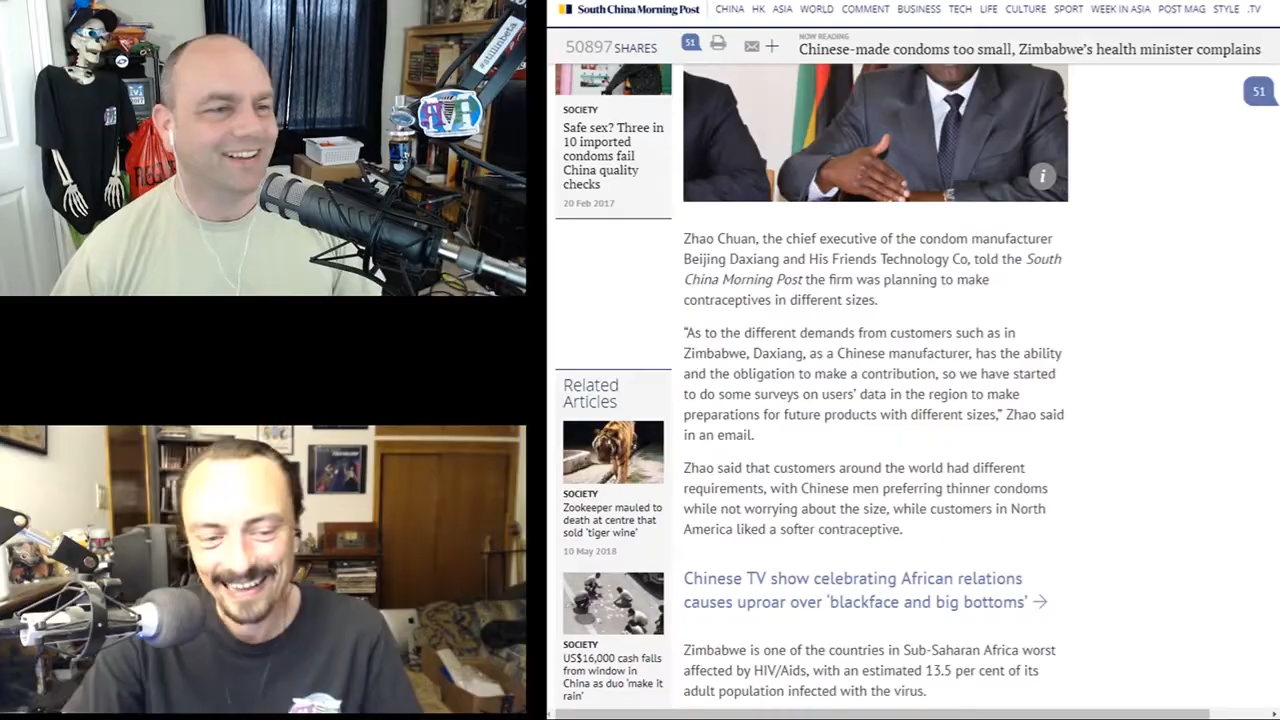 #stillinbeta
South China Morning Post
CHINA HK ASIA WORLD COMMENT BUSINESS TECH LIFE CULTURE SPORT WEEK IN ASIA POST MAG STYLE .TV
50897 SHARES
51
NOW READING
Chinese-made condoms too small, Zimbabwe's health minister complains
51
SOCIETY
Safe sex? Three in
10 imported
condoms fail
China quality
checks
20 Feb 2017
i
Zhao Chuan, the chief executive of the condom manufacturer
Beijing Daxiang and His Friends Technology Co, told the South
China Morning Post the firm was planning to make
contraceptives in different sizes.
“As to the different demands from customers such as in
Zimbabwe, Daxiang, as a Chinese manufacturer, has the ability
and the obligation to make a contribution, so we have started
to do some surveys on users’ data in the region to make
preparations for future products with different sizes,” Zhao said
in an email.
Zhao said that customers around the world had different
requirements, with Chinese men preferring thinner condoms
while not worrying about the size, while customers in North
America liked a softer contraceptive.
Chinese TV show celebrating African relations
causes uproar over ‘blackface and big bottoms’ →
Zimbabwe is one of the countries in Sub-Saharan Africa worst
affected by HIV/Aids, with an estimated 13.5 per cent of its
adult population infected with the virus.
Related
Articles
SOCIETY
Zookeeper mauled to
death at centre that
sold ‘tiger wine’
10 May 2018
SOCIETY
US$16,000 cash falls
from window in
China as duo ‘make it
rain’